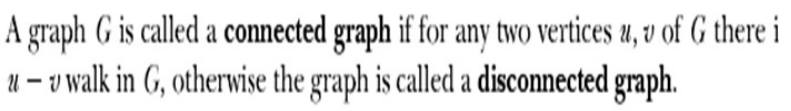 A graph G is called a connected graph if for any two vertices u, v of G there i
u – v walk in G, otherwise the graph is called a disconnected graph.